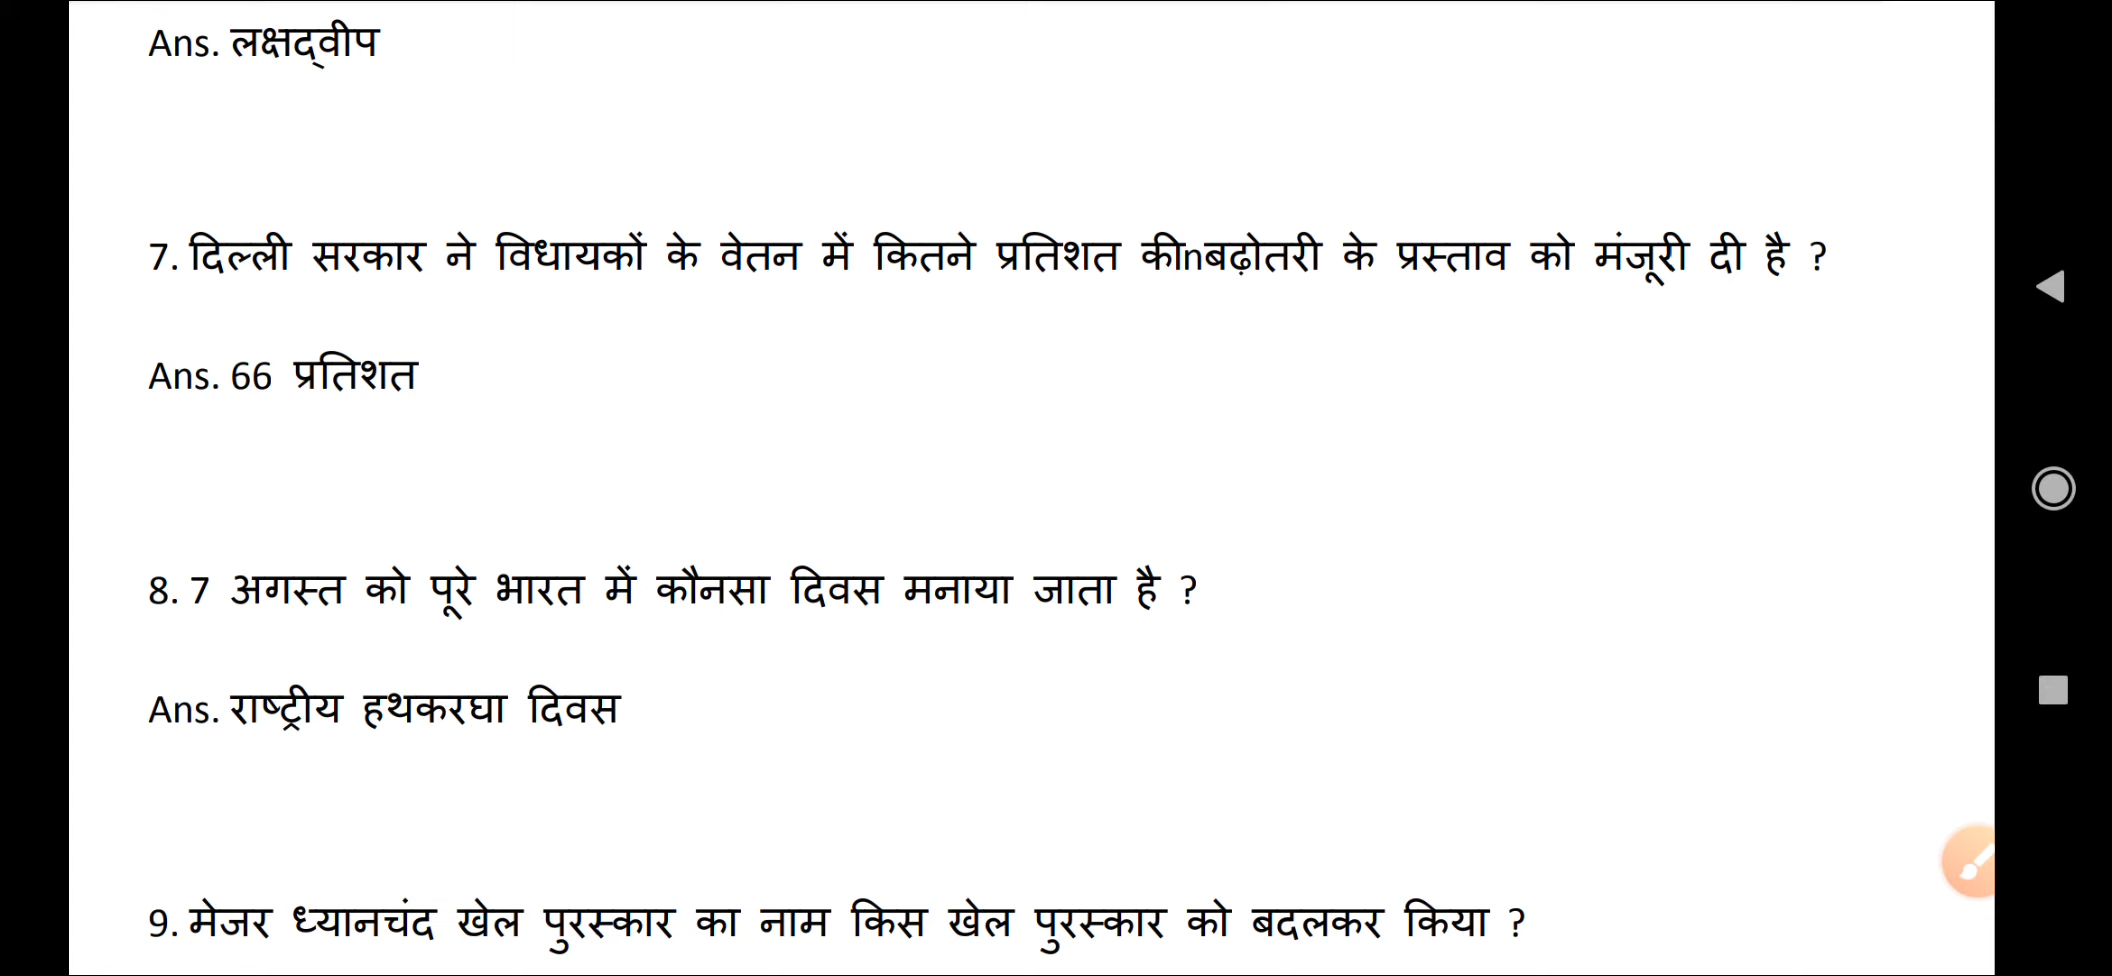 Ans. लक्षद्वीप
7. दिल्ली सरकार ने विधायकों के वेतन में कितने प्रतिशत कीnबढ़ोतरी के प्रस्ताव को मंजूरी दी है ?
Ans. 66 प्रतिशत
8. 7 अगस्त को पूरे भारत में कौनसा दिवस मनाया जाता है ?
Ans. राष्ट्रीय हथकरघा दिवस
9. मेजर ध्यानचंद खेल पुरस्कार का नाम किस खेल पुरस्कार को बदलकर किया ?